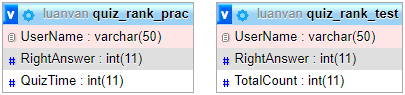 v luanvan quiz_rank_prac
UserName : varchar(50)
# RightAnswer : int(11)
# QuizTime : int(11)
v luanvan quiz_rank_test
UserName : varchar(50)
# RightAnswer : int(11)
# TotalCount : int(11)